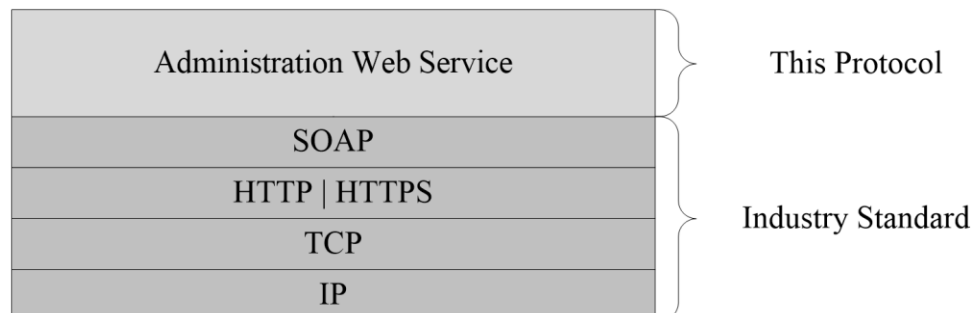 Administration Web Service
This Protocol
SOAP
HTTP | HTTPS
Industry Standard
TCP
IP